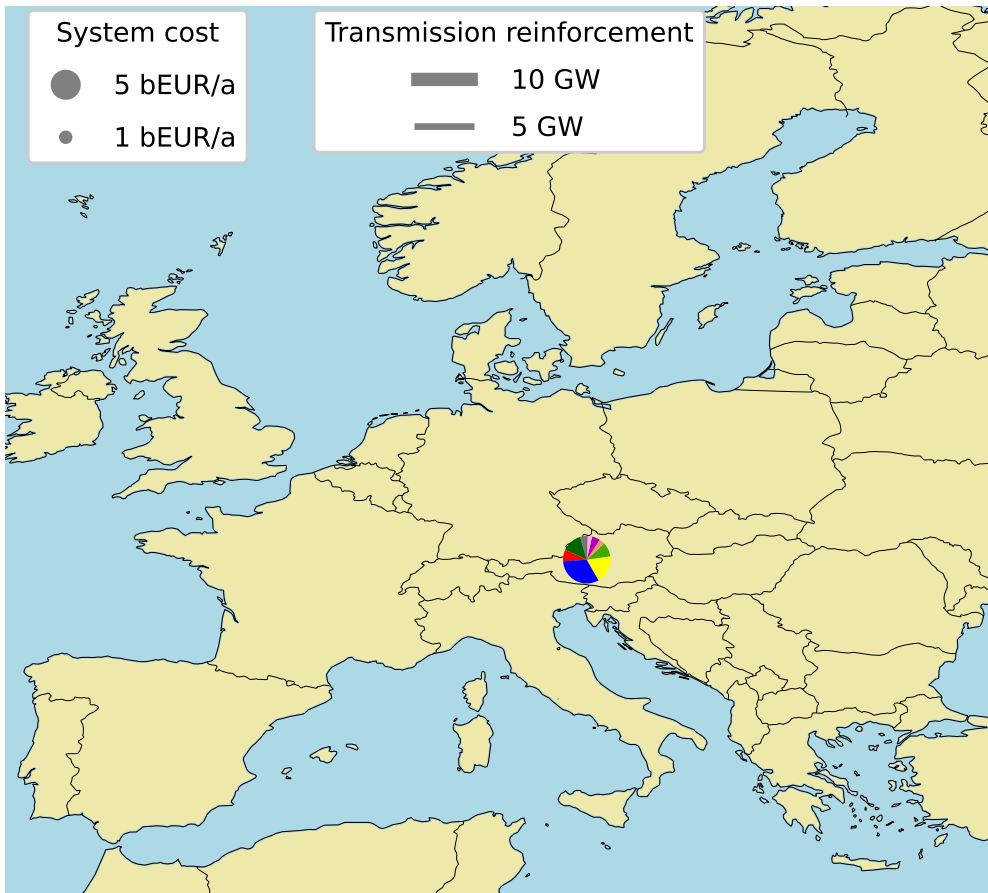 System cost
5 bEUR/a
1 bEUR/a
Transmission reinforcement
10 GW
5 GW